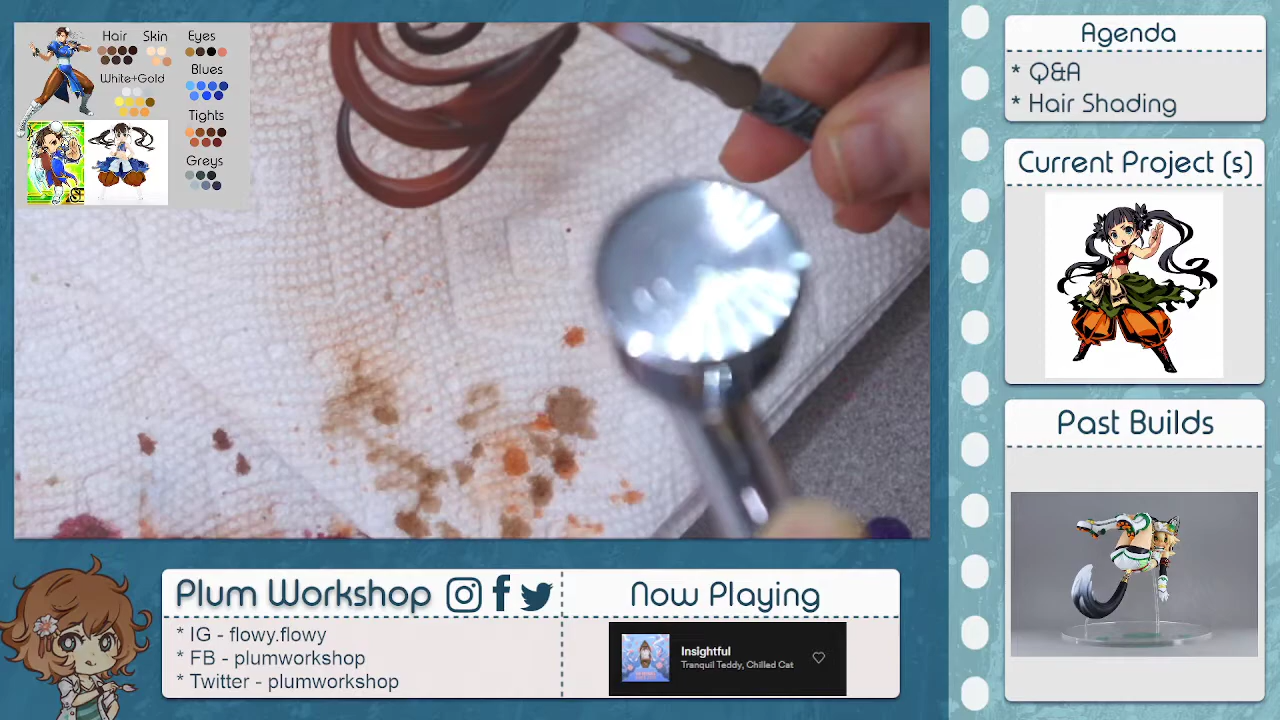 Hair
Skin
Eyes
White+Gold
Blues
Tights
Greys
Agenda
* Q&A
* Hair Shading
Current Project (s)
Past Builds
Plum Workshop
* IG - flowy.flowy
* FB - plumworkshop
* Twitter - plumworkshop
Now Playing
Insightful
Tranquil Teddy, Chilled Cat